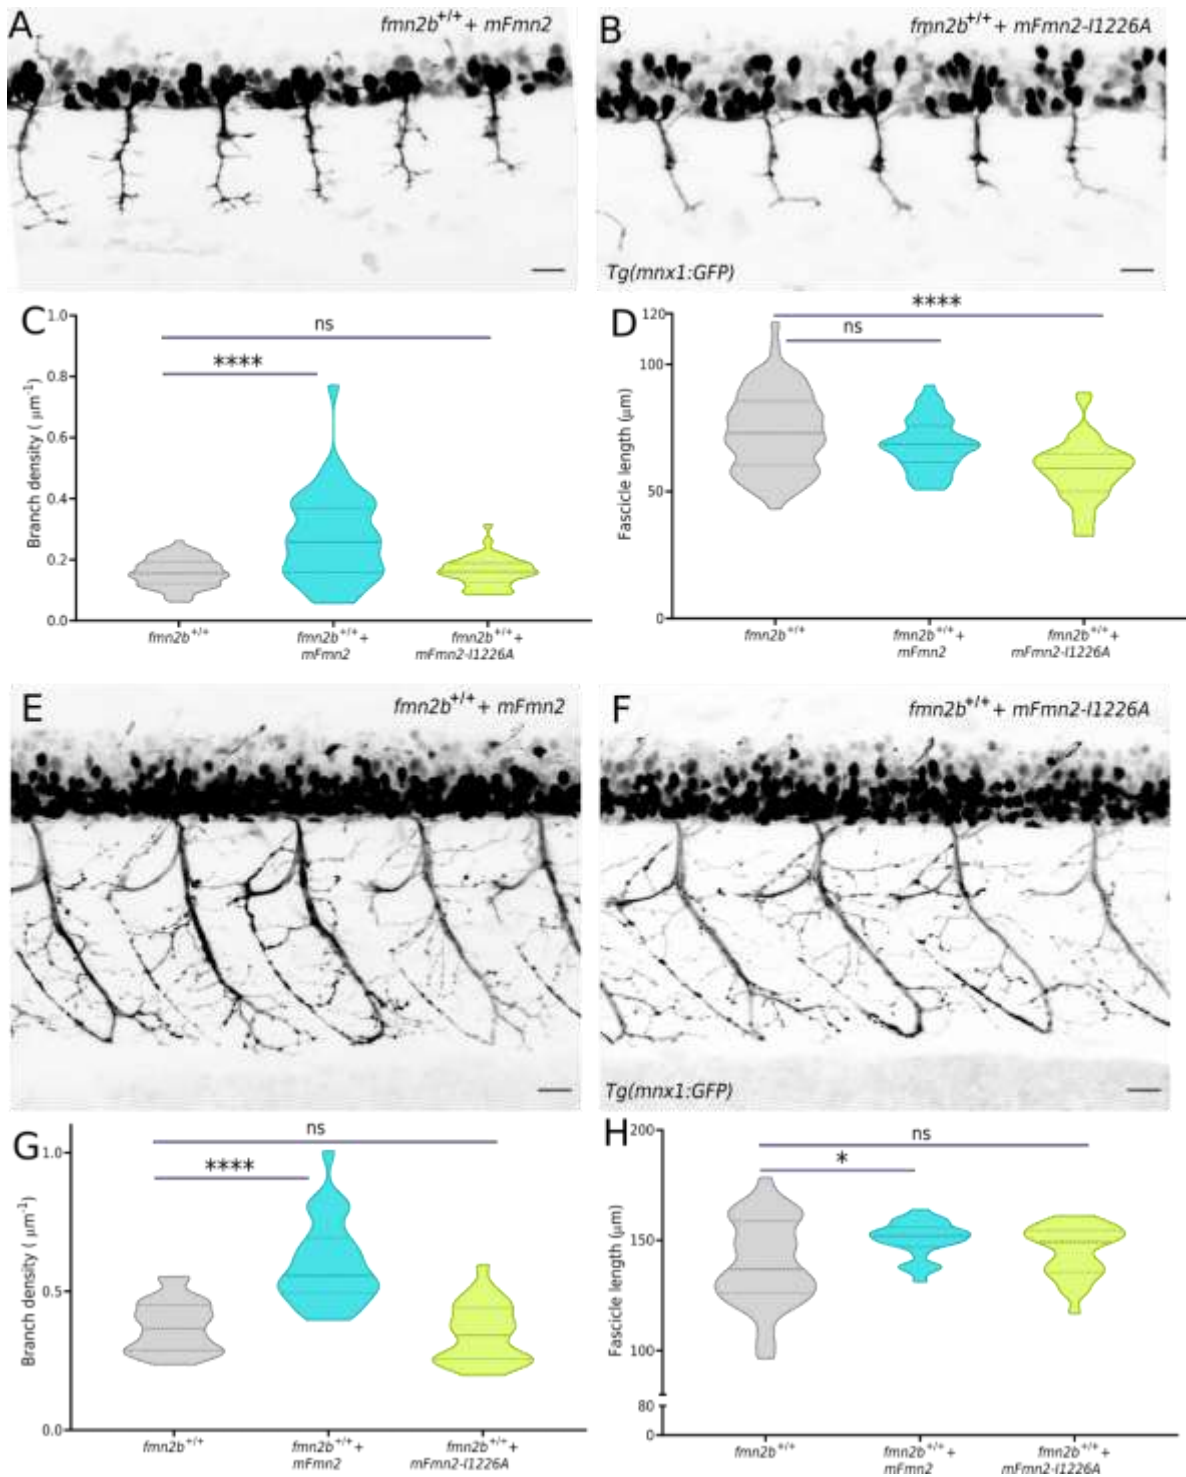 A
fmn2b+/+ + mFmn2
B
fmn2b+/+ + mFmn2-I1226A
Tg(mnx1:GFP)
C
1.0
0.8
0.6
0.4
0.2
0.0
Branch density ( μm-1)
ns
****
fmn2b+/+
fmn2b+/+ +
mFmn2
fmn2b+/+ +
mFmn2-I1226A
D
120
100
50
0
Fascicle length (μm)
****
ns
fmn2b+/+
fmn2b+/+ +
mFmn2
fmn2b+/+ +
mFmn2-I1226A
E
fmn2b+/+ + mFmn2
F
fmn2b+/+ + mFmn2-I1226A
Tg(mnx1:GFP)
G
1.0
0.5
0.0
Branch density ( μm-1)
ns
****
fmn2b+/+
fmn2b+/+ +
mFmn2
fmn2b+/+ +
mFmn2-I1226A
H
200
150
100
80
0
Fascicle length (μm)
ns
*
fmn2b+/+
fmn2b+/+ +
mFmn2
fmn2b+/+ +
mFmn2-I1226A